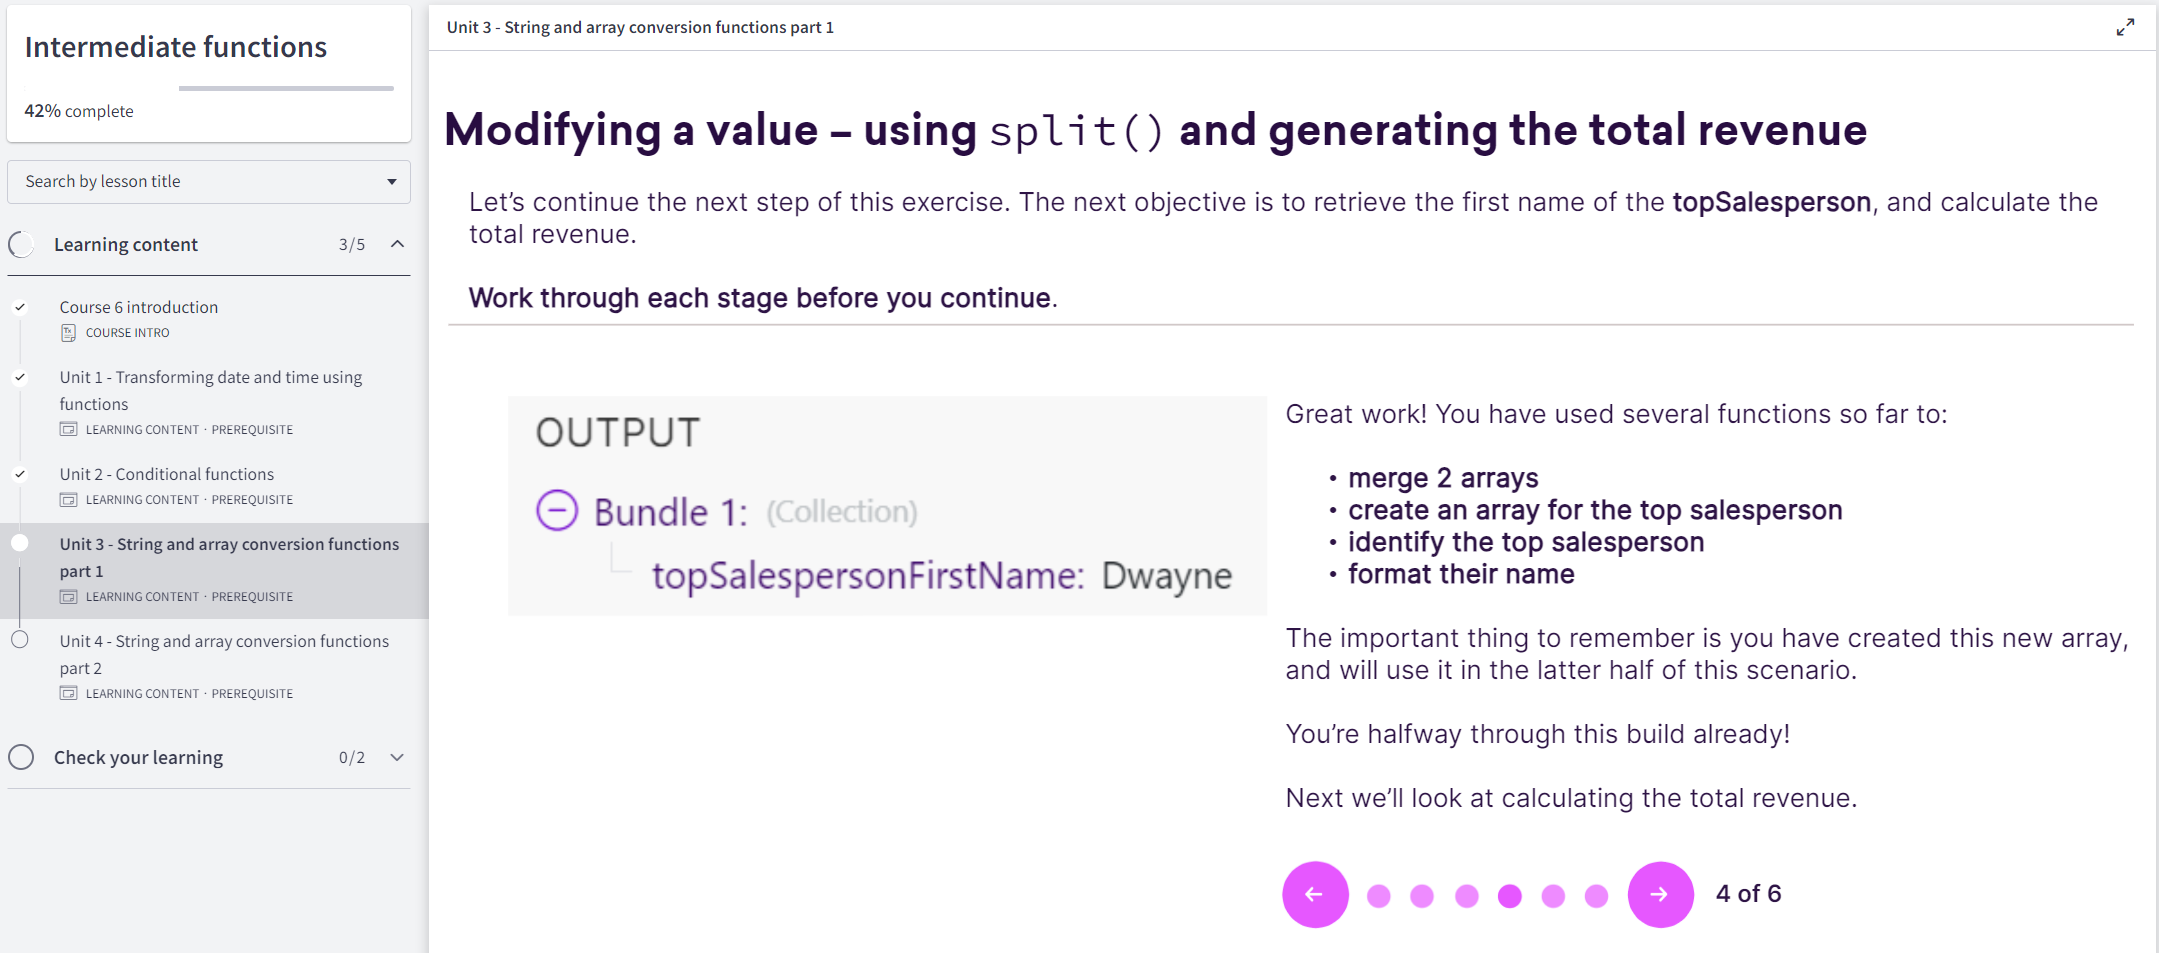 Intermediate functions
42% complete
Search by lesson title
Learning content 3/5
Course 6 introduction
COURSE INTRO
Unit 1 - Transforming date and time using
functions
LEARNING CONTENT · PREREQUISITE
Unit 2 - Conditional functions
LEARNING CONTENT · PREREQUISITE
Unit 3 - String and array conversion functions
part 1
LEARNING CONTENT · PREREQUISITE
Unit 4 - String and array conversion functions
part 2
LEARNING CONTENT · PREREQUISITE
Check your learning 0/2
Unit 3 - String and array conversion functions part 1
Modifying a value – using split() and generating the total revenue
Let’s continue the next step of this exercise. The next objective is to retrieve the first name of the topSalesperson, and calculate the
total revenue.
Work through each stage before you continue.
OUTPUT
Bundle 1: (Collection)
topSalespersonFirstName: Dwayne
Great work! You have used several functions so far to:
• merge 2 arrays
• create an array for the top salesperson
• identify the top salesperson
• format their name
The important thing to remember is you have created this new array,
and will use it in the latter half of this scenario.
You’re halfway through this build already!
Next we’ll look at calculating the total revenue.
4 of 6